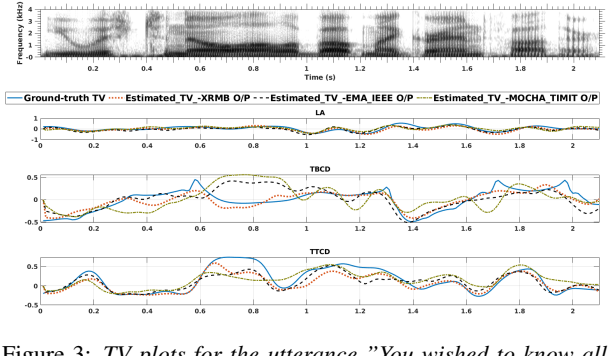 Frequency (kHz)
4
3
2
1
-0
0.2 0.4 0.6 0.8 1 1.2 1.4 1.6 1.8 2
Time (s)
Ground-truth TV Estimated_TV_-XRMB O/P Estimated_TV_-EMA_IEEE O/P Estimated_TV_-MOCHA_TIMIT O/P
LA
1
0
-1
0 0.2 0.4 0.6 0.8 1 1.2 1.4 1.6 1.8 2
TBCD
0.5
0
-0.5
0 0.2 0.4 0.6 0.8 1 1.2 1.4 1.6 1.8 2
TTCD
0.5
0
-0.5
0 0.2 0.4 0.6 0.8 1 1.2 1.4 1.6 1.8 2
Figure 3: TV plots for the utterance "You wished to know all